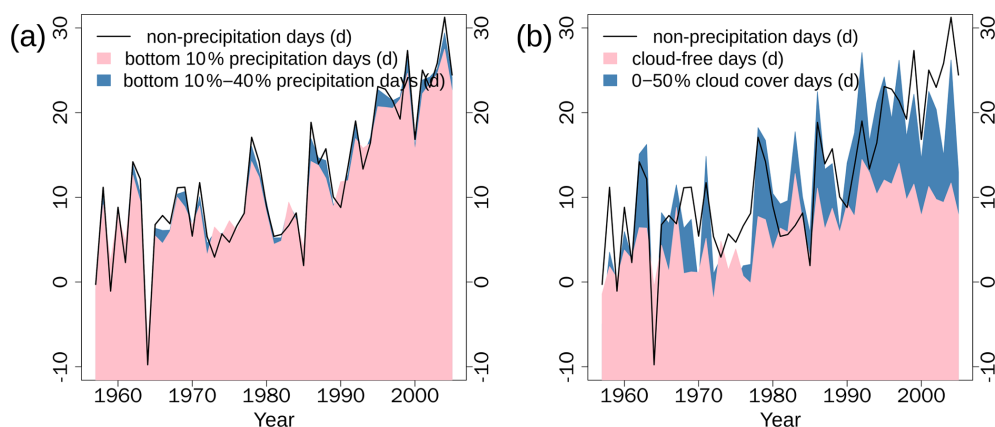 (a)
non-precipitation days (d)
bottom 10% precipitation days (d)
bottom 10%−40% precipitation days (d)
30
20
10
0
-10
30
20
10
0
-10
1960 1970 1980 1990 2000
Year
(b)
non-precipitation days (d)
cloud-free days (d)
0−50% cloud cover days (d)
30
20
10
0
-10
30
20
10
0
-10
1960 1970 1980 1990 2000
Year